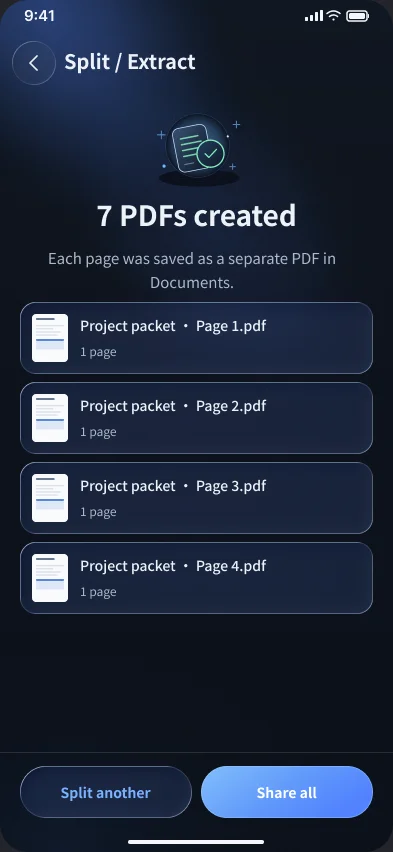 9:41
Split / Extract
7 PDFs created
Each page was saved as a separate PDF in
Documents.
Project packet • Page 1.pdf
1 page
Project packet • Page 2.pdf
1 page
Project packet • Page 3.pdf
1 page
Project packet • Page 4.pdf
1 page
Split another
Share all